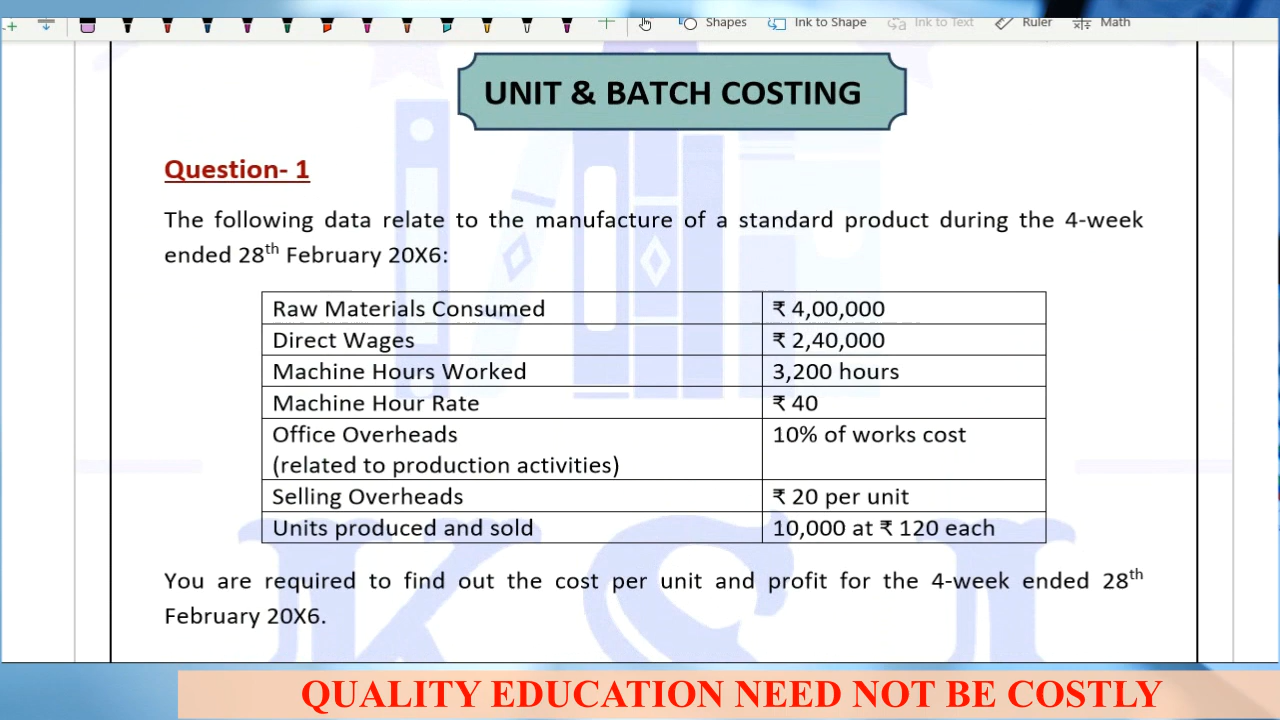 Shapes Ink to Shape Ink to Text Ruler Math
UNIT & BATCH COSTING
Question- 1
The following data relate to the manufacture of a standard product during the 4-week
ended 28th February 20X6:
Raw Materials Consumed ₹ 4,00,000
Direct Wages ₹ 2,40,000
Machine Hours Worked 3,200 hours
Machine Hour Rate ₹ 40
Office Overheads 10% of works cost
(related to production activities)
Selling Overheads ₹ 20 per unit
Units produced and sold 10,000 at ₹ 120 each
You are required to find out the cost per unit and profit for the 4-week ended 28th
February 20X6.
QUALITY EDUCATION NEED NOT BE COSTLY